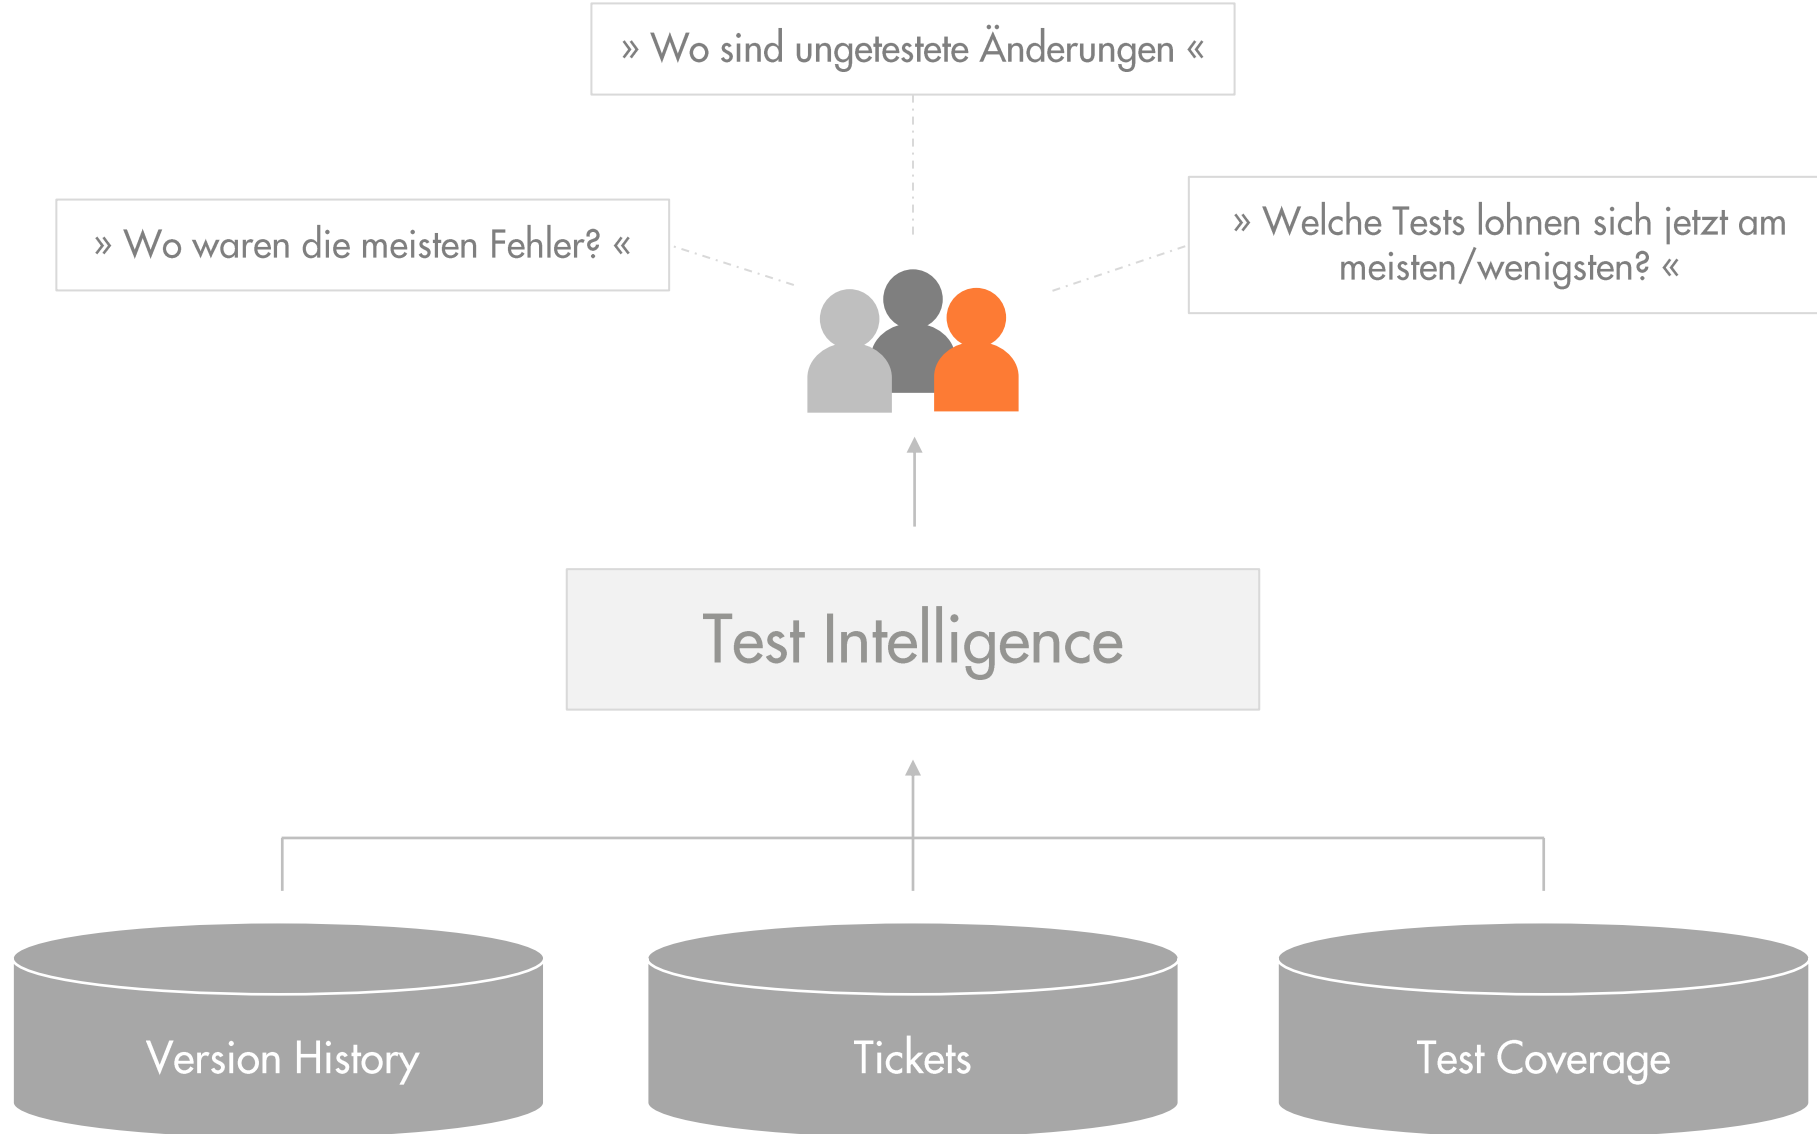 » Wo sind ungetestete Änderungen «
» Wo waren die meisten Fehler? «
» Welche Tests lohnen sich jetzt am
meisten/wenigsten? «
Test Intelligence
Version History
Tickets
Test Coverage